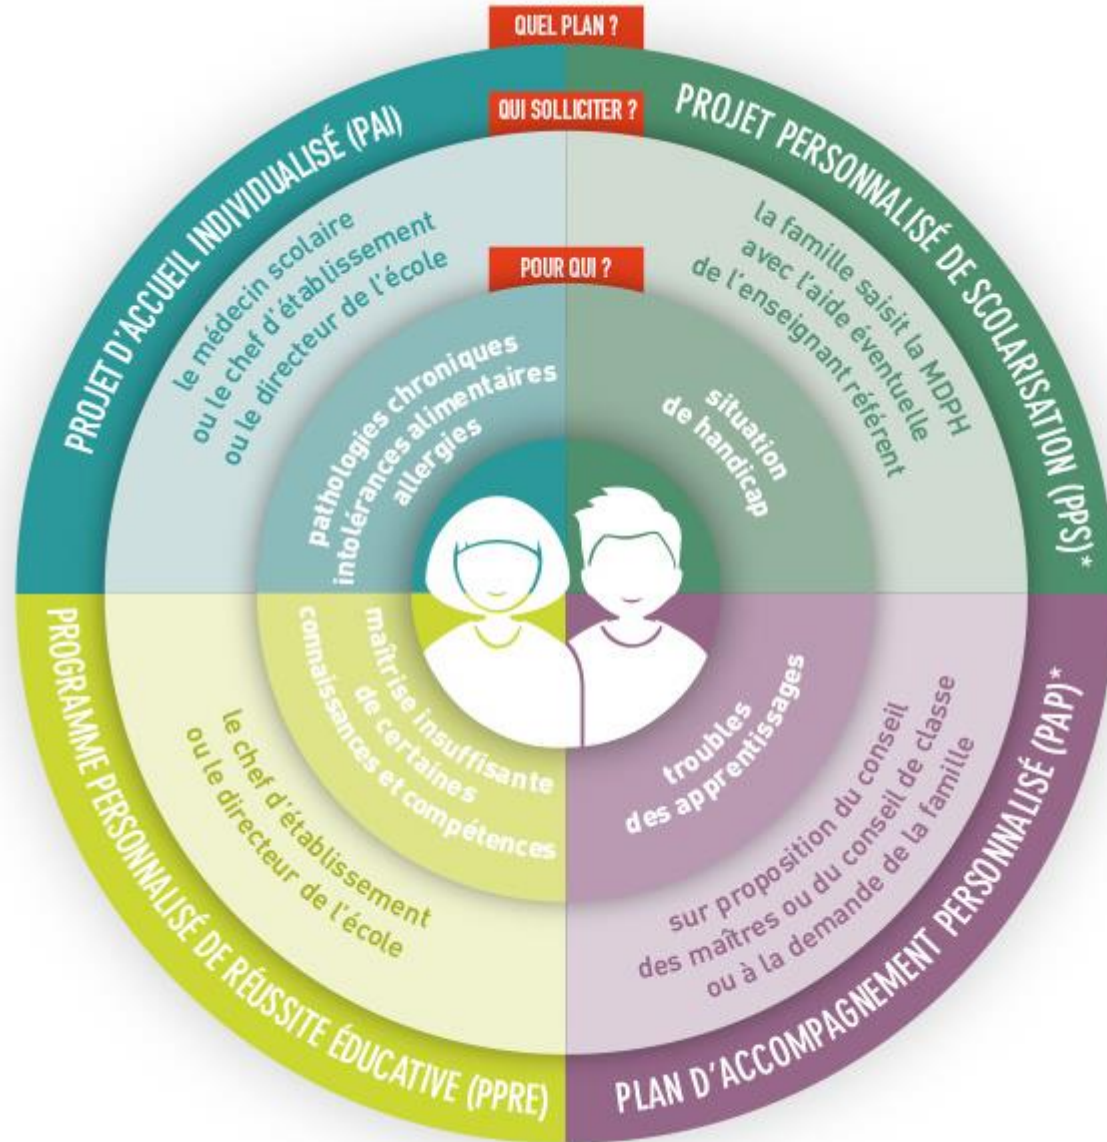 QUEL PLAN ?
QUI SOLLICITER ?
POUR QUI ?
PROJET D'ACCUEIL INDIVIDUALISÉ (PAI)
le médecin scolaire
ou le chef d'établissement
ou le directeur de l'école
pathologies chroniques
intolérances alimentaires
allergies
PROJET PERSONNALISÉ DE SCOLARISATION (PPS)*
la famille saisit la MDPH
avec l'aide éventuelle
de l'enseignant référent
situation
de handicap
PROGRAMME PERSONNALISÉ DE RÉUSSITE ÉDUCATIVE (PPRE)
le chef d'établissement
ou le directeur de l'école
maîtrise insuffisante
de certaines
connaissances et compétences
PLAN D'ACCOMPAGNEMENT PERSONNALISÉ (PAP)*
sur proposition du conseil
des maîtres ou du conseil de classe
ou à la demande de la famille
troubles
des apprentissages